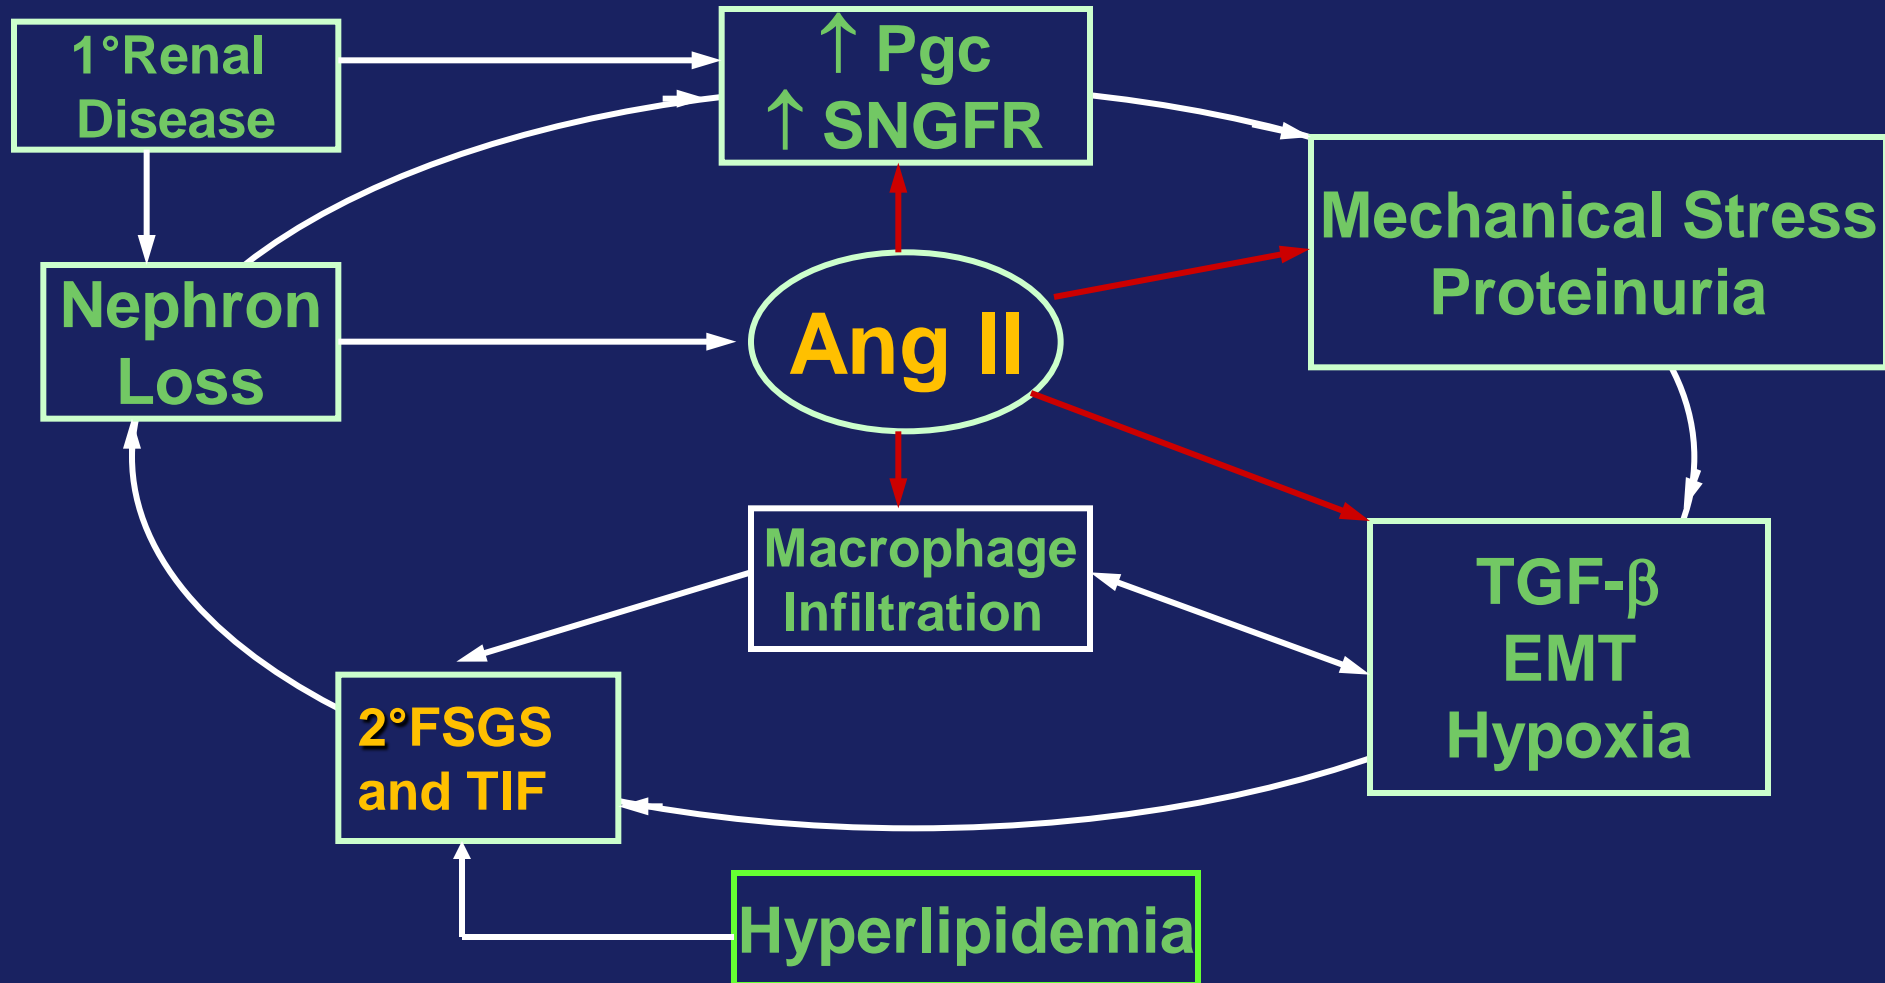 1°Renal
Disease
↑ Pgc
↑ SNGFR
Mechanical Stress
Proteinuria
Nephron
Loss
Ang II
Macrophage
Infiltration
TGF-β
EMT
Hypoxia
2°FSGS
and TIF
Hyperlipidemia